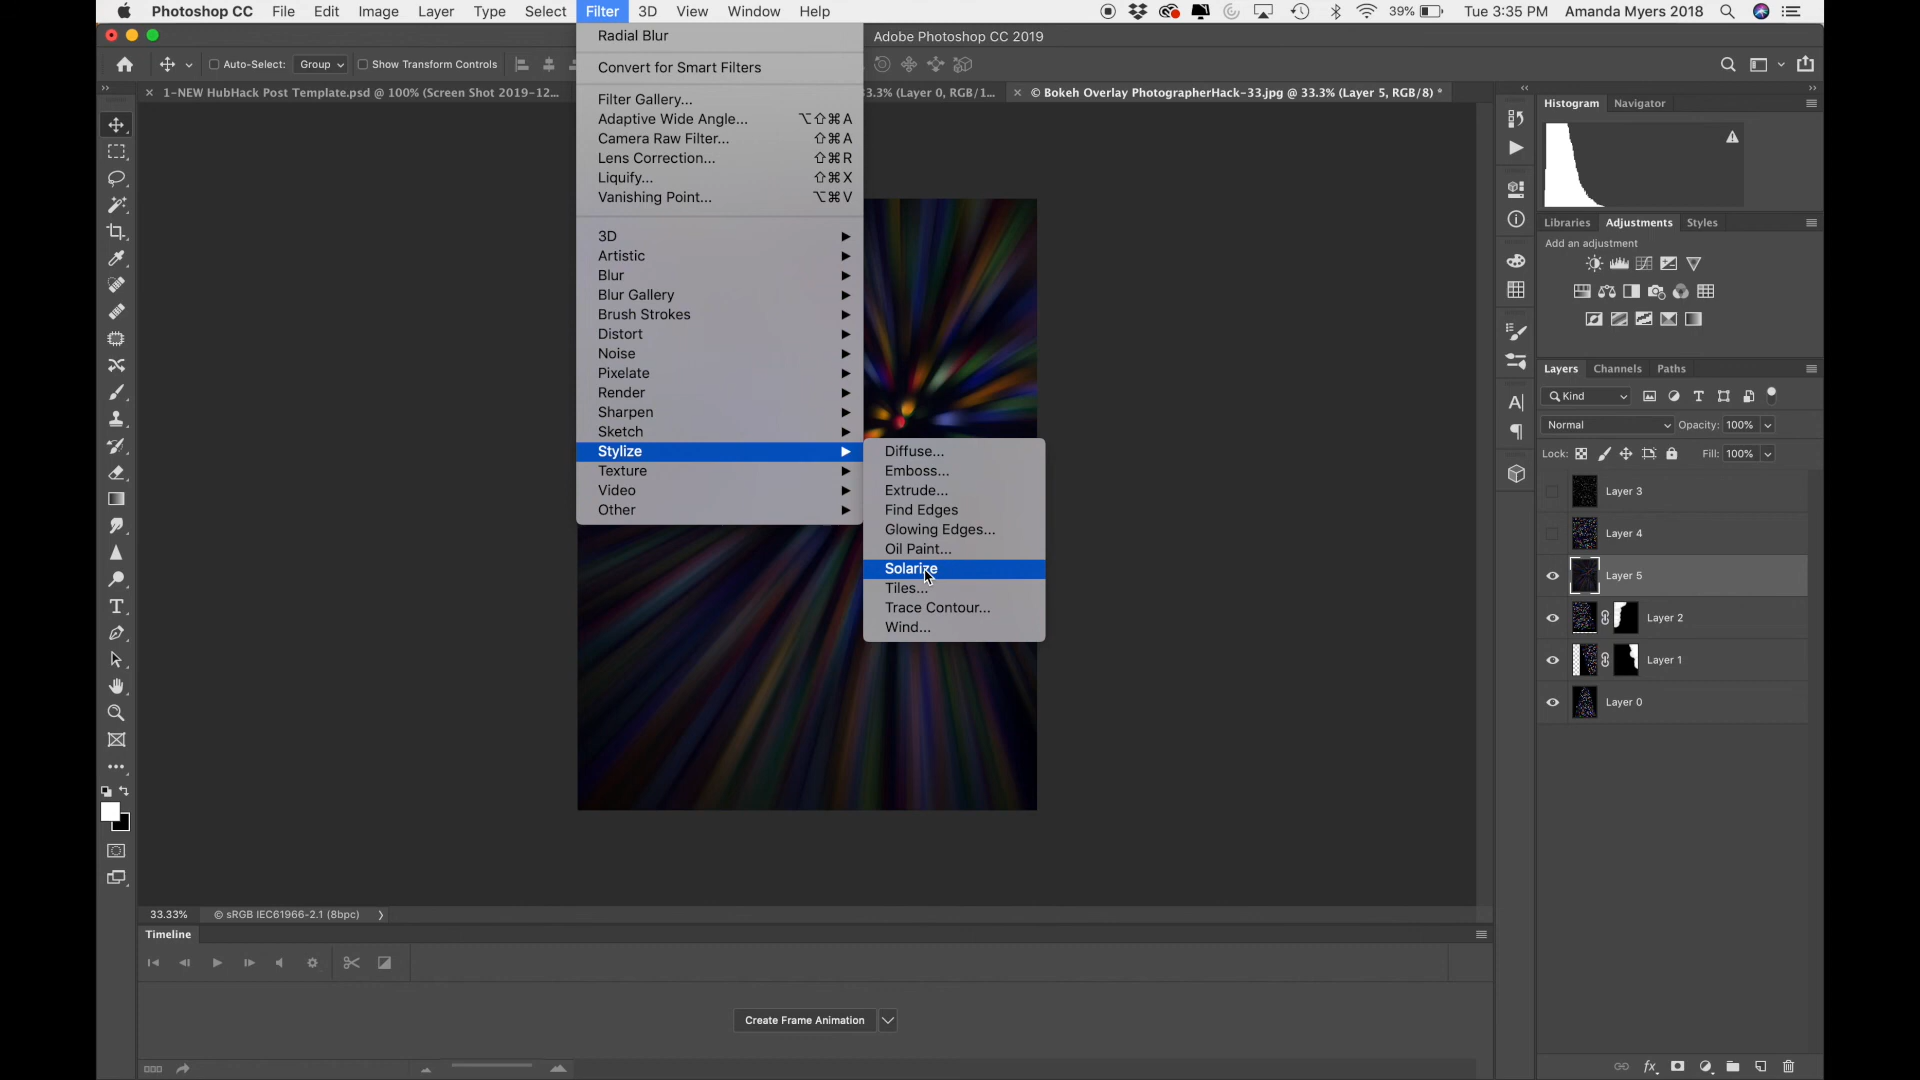 Photoshop CC File Edit Image Layer Type Select Filter 3D View Window Help 39% Tue 3:35 PM Amanda Myers 2018
Adobe Photoshop CC 2019
Auto-Select: Group Show Transform Controls
1-NEW HubHack Post Template.psd @ 100% (Screen Shot 2019-12... 33.3% (Layer 0, RGB/1... © Bokeh Overlay PhotographerHack-33.jpg @ 33.3% (Layer 5, RGB/8) *
Radial Blur
Convert for Smart Filters
Filter Gallery...
Adaptive Wide Angle... ⌥⇧⌘A
Camera Raw Filter... ⇧⌘A
Lens Correction... ⇧⌘R
Liquify... ⇧⌘X
Vanishing Point... ⌥⌘V
3D
Artistic
Blur
Blur Gallery
Brush Strokes
Distort
Noise
Pixelate
Render
Sharpen
Sketch
Stylize
Texture
Video
Other
Diffuse...
Emboss...
Extrude...
Find Edges
Glowing Edges...
Oil Paint...
Solarize
Tiles...
Trace Contour...
Wind...
Histogram Navigator
Libraries Adjustments Styles
Add an adjustment
Layers Channels Paths
Kind
Normal Opacity: 100%
Lock: Fill: 100%
Layer 3
Layer 4
Layer 5
Layer 2
Layer 1
Layer 0
33.33% © sRGB IEC61966-2.1 (8bpc)
Timeline
Create Frame Animation